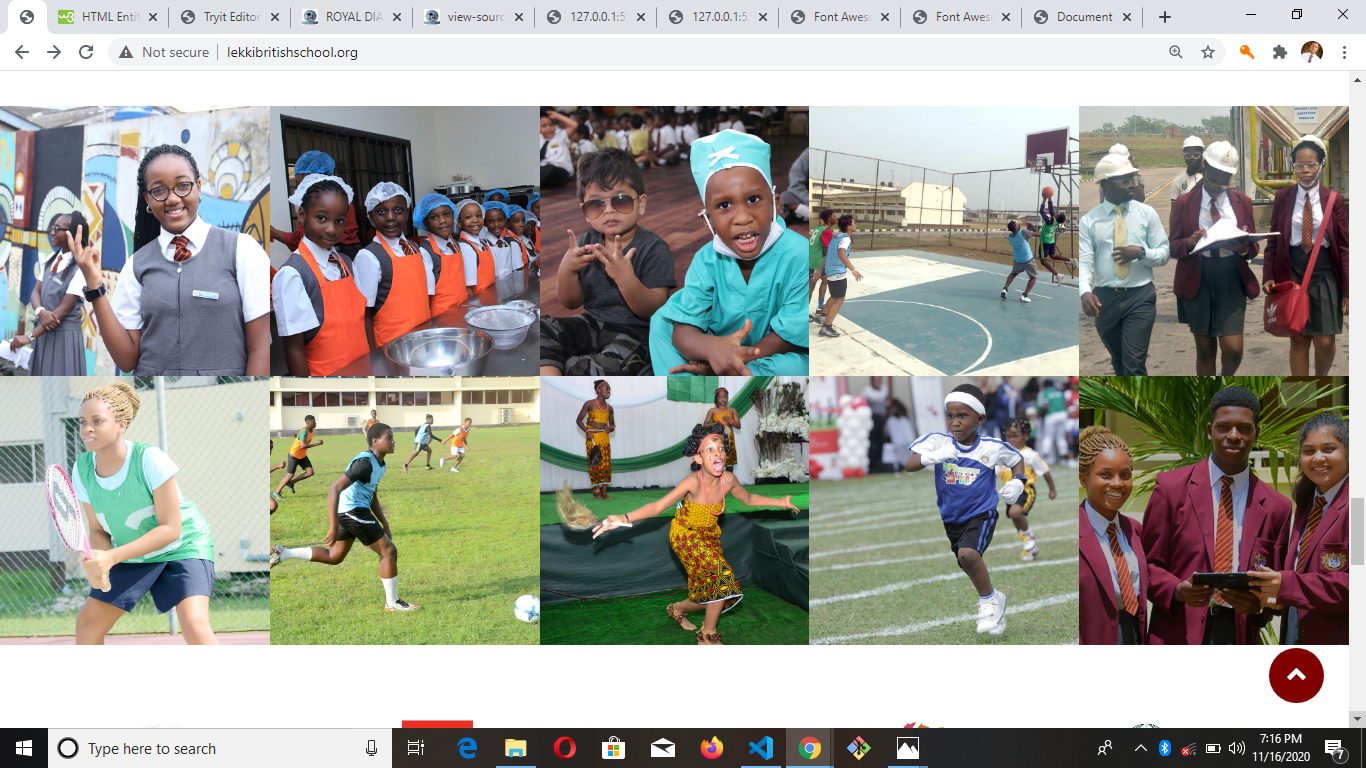 HTML Enti
Tryit Editor
ROYAL DIA
view-sourc
127.0.0.1:5
127.0.0.1:5
Font Awes
Font Awes
Document
Not secure
lekkibritishschool.org
Type here to search
7:16 PM
11/16/2020
7